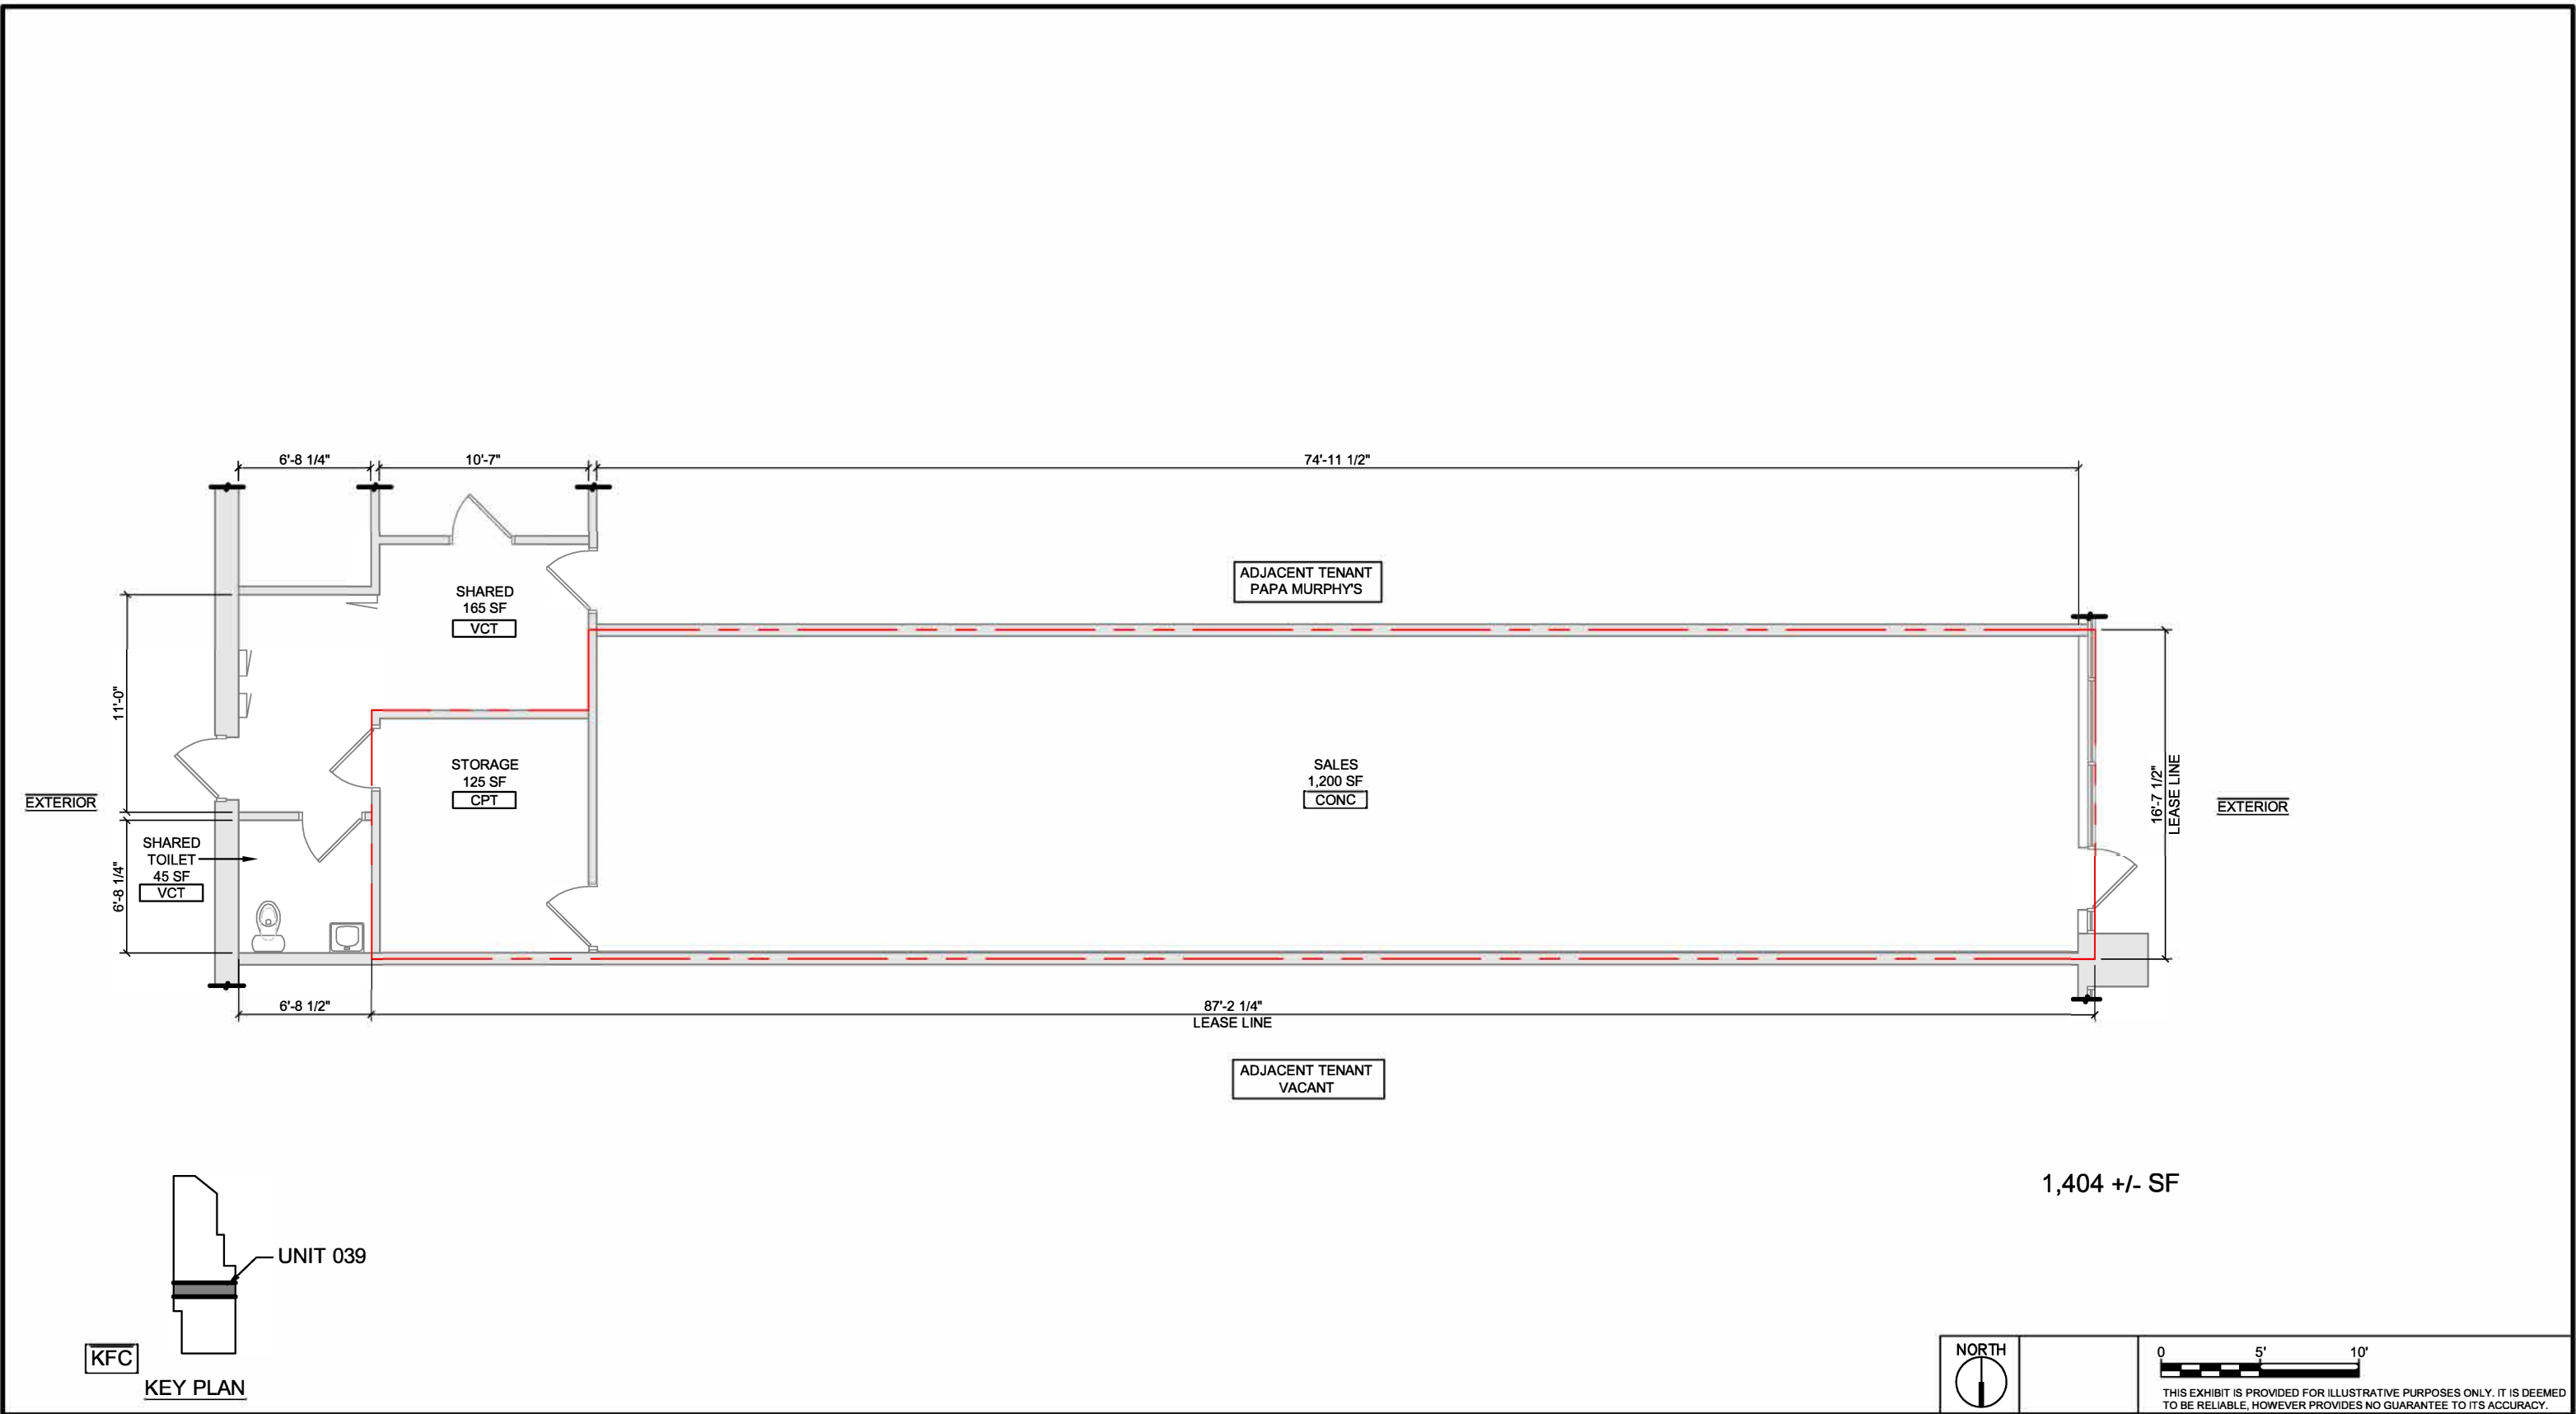 6'-8 1/4"
10'-7"
74'-11 1/2"
ADJACENT TENANT
PAPA MURPHY'S
SHARED
165 SF
VCT
11'-0"
STORAGE
125 SF
CPT
SALES
1,200 SF
CONC
16'-7 1/2"
LEASE LINE
EXTERIOR
EXTERIOR
SHARED
TOILET
45 SF
VCT
6'-8 1/4"
6'-8 1/2"
87'-2 1/4"
LEASE LINE
ADJACENT TENANT
VACANT
1,404 +/- SF
UNIT 039
KFC
KEY PLAN
NORTH
0 5' 10'
THIS EXHIBIT IS PROVIDED FOR ILLUSTRATIVE PURPOSES ONLY. IT IS DEEMED
TO BE RELIABLE, HOWEVER PROVIDES NO GUARANTEE TO ITS ACCURACY.